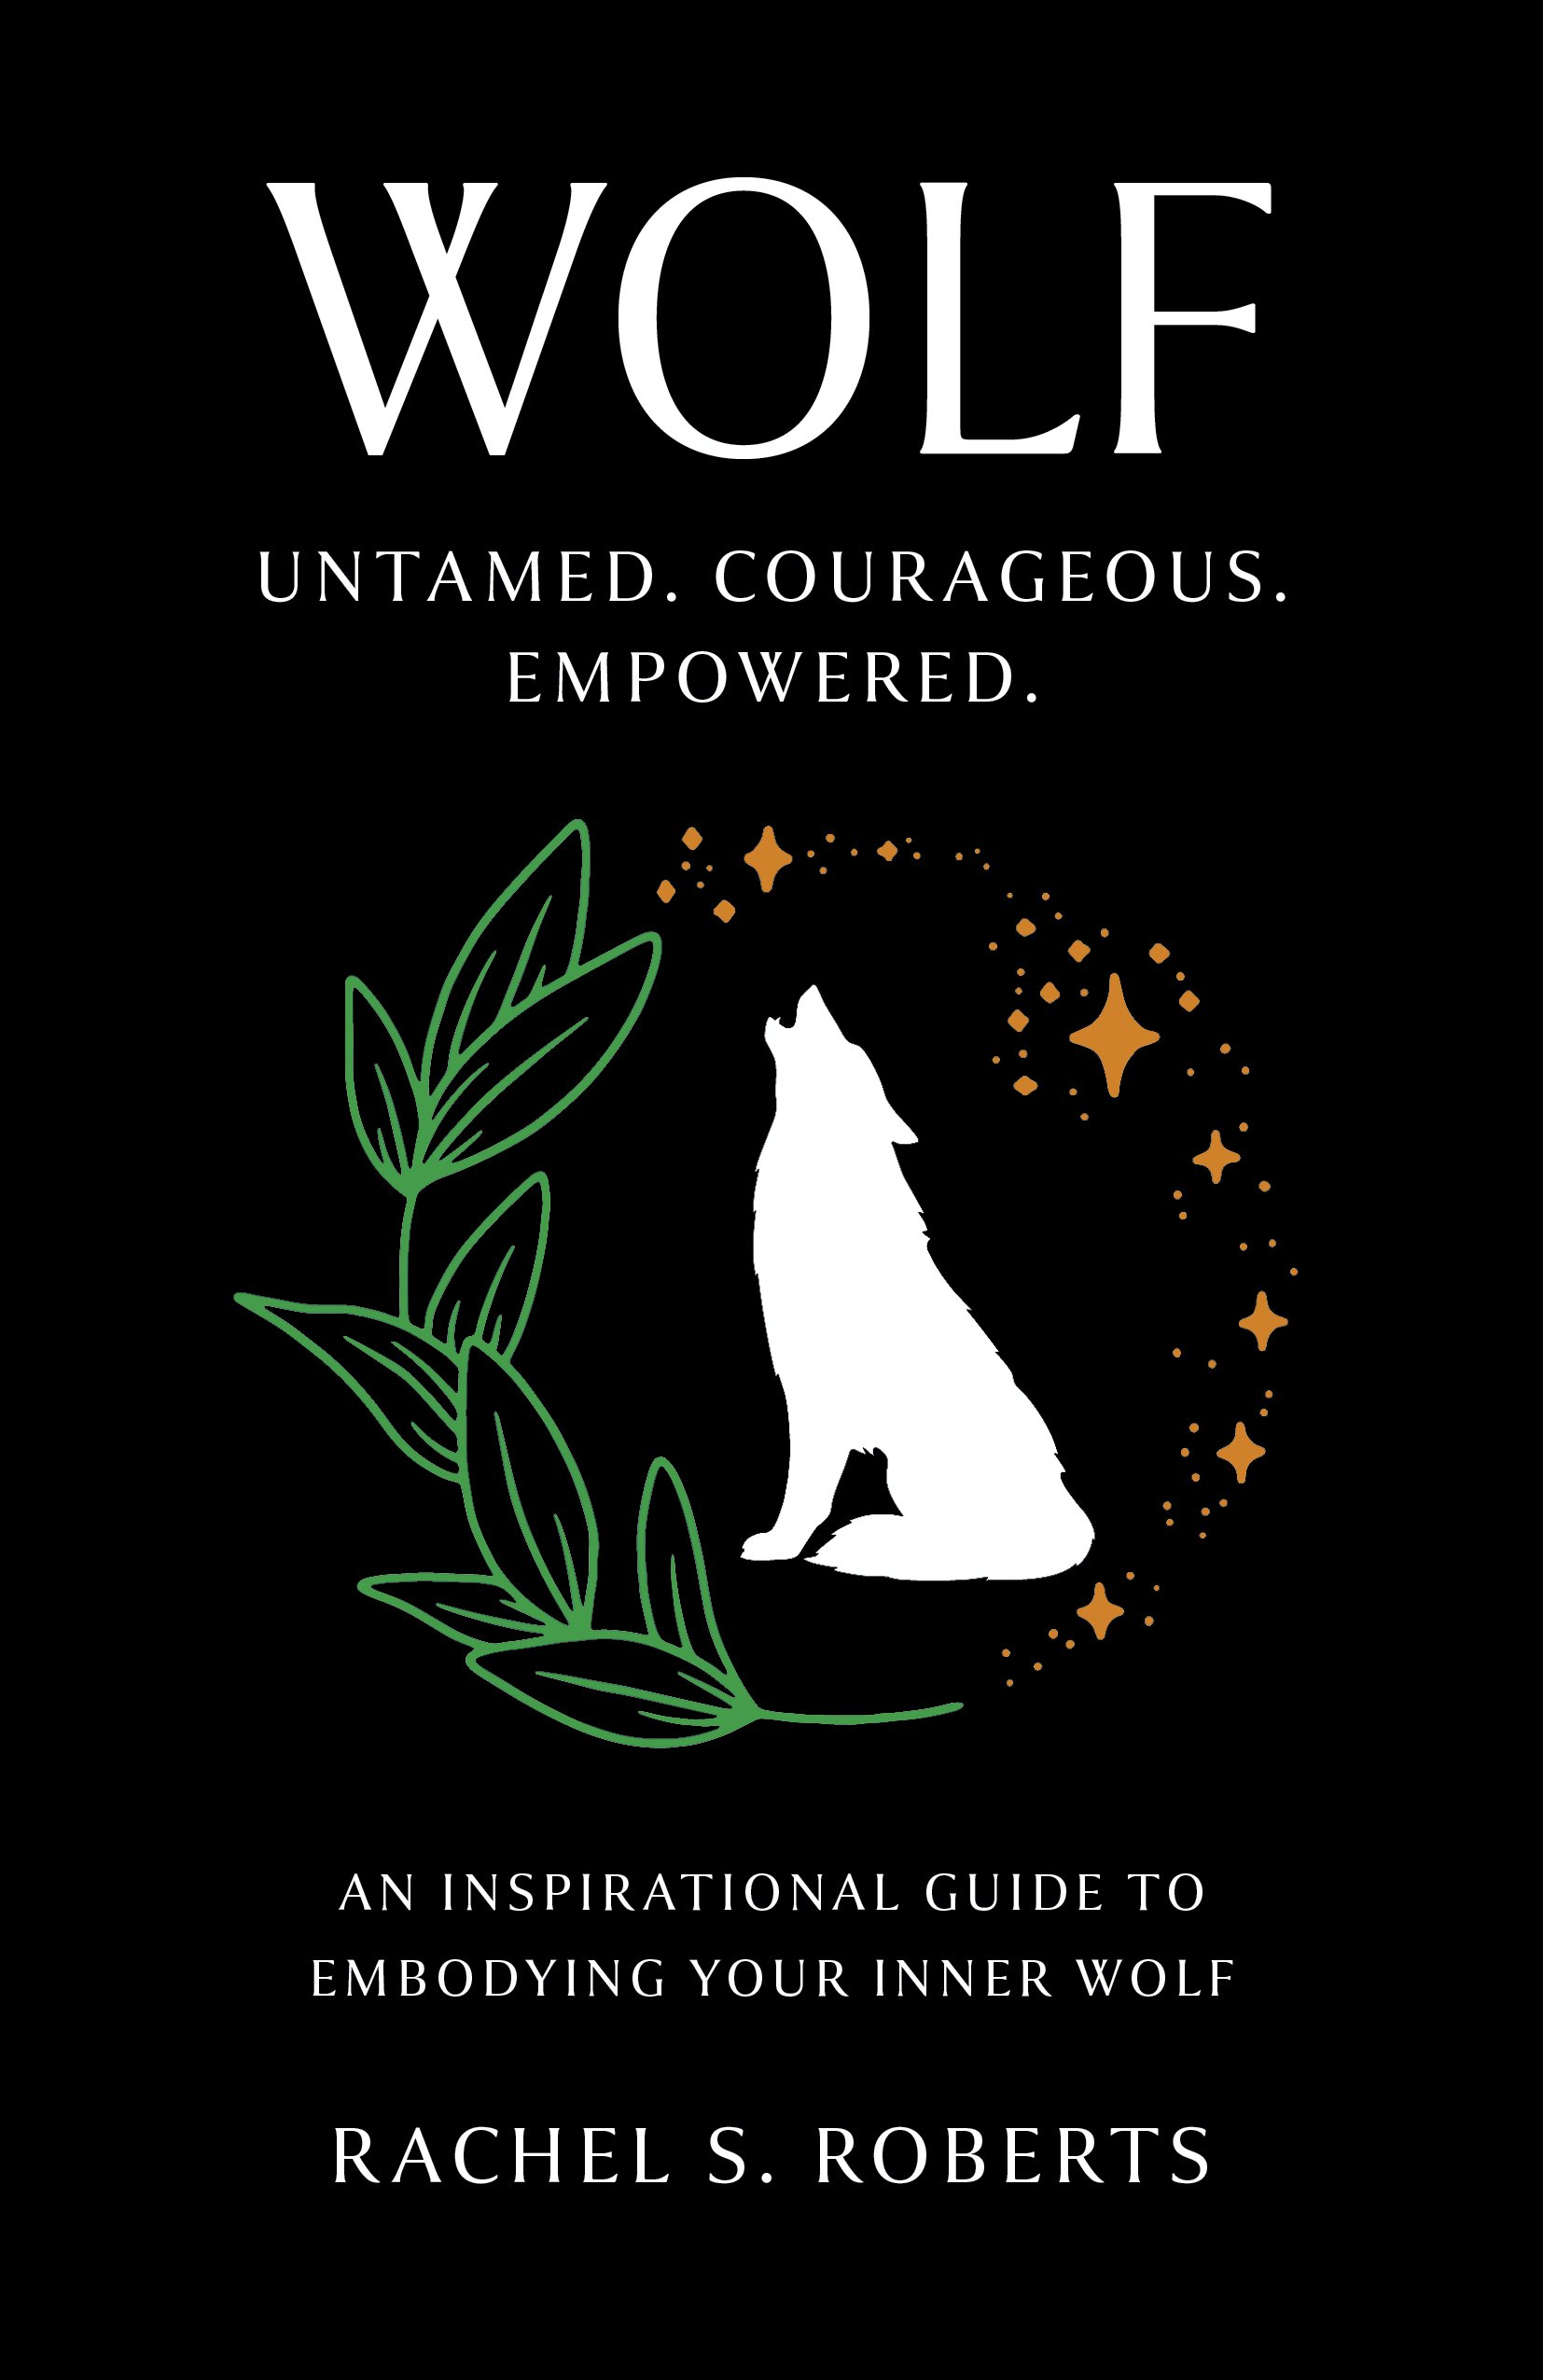 WOLF
UNTAMED. COURAGEOUS.
EMPOWERED.
AN INSPIRATIONAL GUIDE TO
EMBODYING YOUR INNER WOLF
RACHEL S. ROBERTS